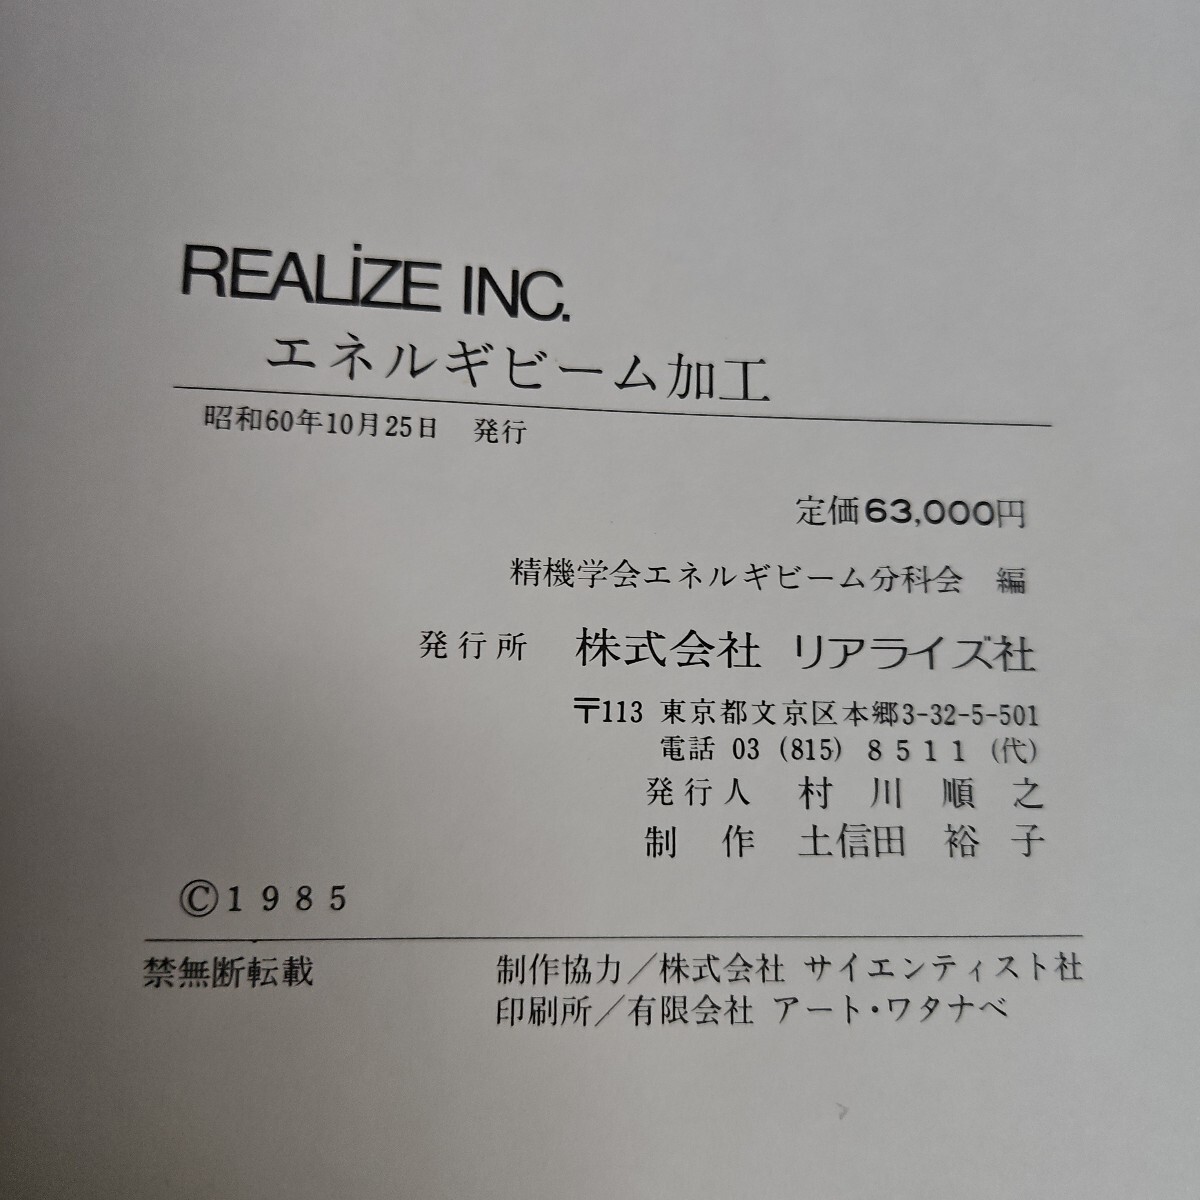 REALiZE INC.
エネルギビーム加工
昭和60年10月25日 発行
定価63,000円
精機学会エネルギビーム分科会 編
発行所 株式会社 リアライズ社
〒113 東京都文京区本郷3-32-5-501
電話 03 (815) 8511 (代)
発行人 村川順之
制作 土信田裕子
©1985
禁無断転載
制作協力／株式会社 サイエンティスト社
印刷所／有限会社 アート・ワタナベ